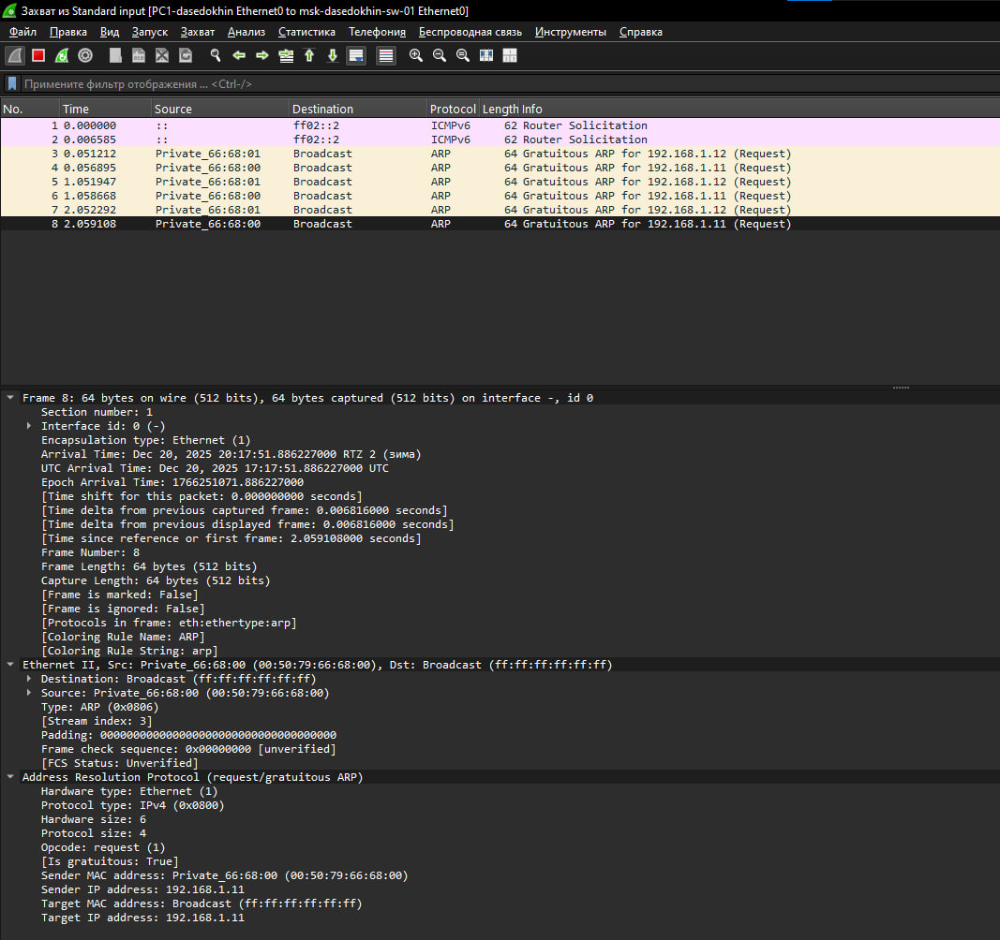 Захват из Standard input [PC1-dasedokhin Ethernet0 to msk-dasedokhin-sw-01 Ethernet0]
Файл Правка Вид Запуск Захват Анализ Статистика Телефония Беспроводная связь Инструменты Справка
Примените фильтр отображения ... <Ctrl-/>
No. Time Source Destination Protocol Length Info
1 0.000000 :: ff02::2 ICMPv6 62 Router Solicitation
2 0.006585 :: ff02::2 ICMPv6 62 Router Solicitation
3 0.051212 Private_66:68:01 Broadcast ARP 64 Gratuitous ARP for 192.168.1.12 (Request)
4 0.056895 Private_66:68:00 Broadcast ARP 64 Gratuitous ARP for 192.168.1.11 (Request)
5 1.051947 Private_66:68:01 Broadcast ARP 64 Gratuitous ARP for 192.168.1.12 (Request)
6 1.058668 Private_66:68:00 Broadcast ARP 64 Gratuitous ARP for 192.168.1.11 (Request)
7 2.052292 Private_66:68:01 Broadcast ARP 64 Gratuitous ARP for 192.168.1.12 (Request)
8 2.059108 Private_66:68:00 Broadcast ARP 64 Gratuitous ARP for 192.168.1.11 (Request)
Frame 8: 64 bytes on wire (512 bits), 64 bytes captured (512 bits) on interface -, id 0
Section number: 1
Interface id: 0 (-)
Encapsulation type: Ethernet (1)
Arrival Time: Dec 20, 2025 20:17:51.886227000 RTZ 2 (зима)
UTC Arrival Time: Dec 20, 2025 17:17:51.886227000 UTC
Epoch Arrival Time: 1766251071.886227000
[Time shift for this packet: 0.000000000 seconds]
[Time delta from previous captured frame: 0.006816000 seconds]
[Time delta from previous displayed frame: 0.006816000 seconds]
[Time since reference or first frame: 2.059108000 seconds]
Frame Number: 8
Frame Length: 64 bytes (512 bits)
Capture Length: 64 bytes (512 bits)
[Frame is marked: False]
[Frame is ignored: False]
[Protocols in frame: eth:ethertype:arp]
[Coloring Rule Name: ARP]
[Coloring Rule String: arp]
Ethernet II, Src: Private_66:68:00 (00:50:79:66:68:00), Dst: Broadcast (ff:ff:ff:ff:ff:ff)
Destination: Broadcast (ff:ff:ff:ff:ff:ff)
Source: Private_66:68:00 (00:50:79:66:68:00)
Type: ARP (0x0806)
[Stream index: 3]
Padding: 000000000000000000000000000000000000
Frame check sequence: 0x00000000 [unverified]
[FCS Status: Unverified]
Address Resolution Protocol (request/gratuitous ARP)
Hardware type: Ethernet (1)
Protocol type: IPv4 (0x0800)
Hardware size: 6
Protocol size: 4
Opcode: request (1)
[Is gratuitous: True]
Sender MAC address: Private_66:68:00 (00:50:79:66:68:00)
Sender IP address: 192.168.1.11
Target MAC address: Broadcast (ff:ff:ff:ff:ff:ff)
Target IP address: 192.168.1.11